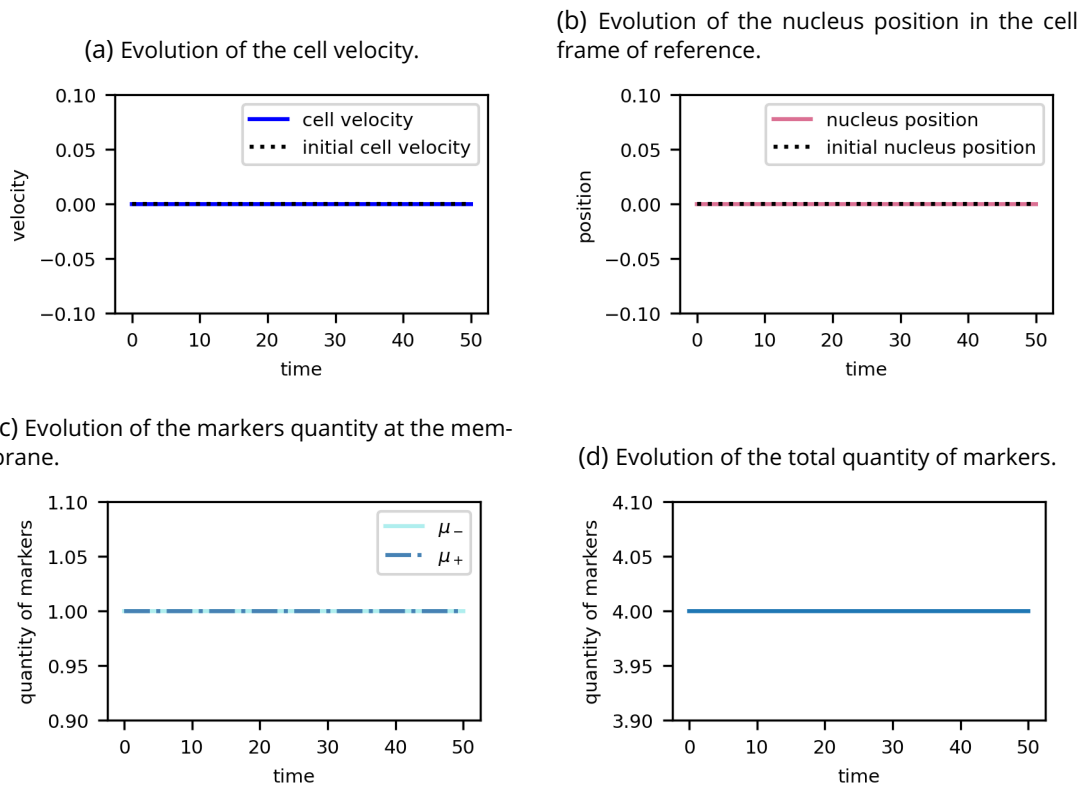 (a) Evolution of the cell velocity.
0.10
0.05
0.00
−0.05
−0.10
velocity
cell velocity
initial cell velocity
0 10 20 30 40 50
time
(b) Evolution of the nucleus position in the cell
frame of reference.
0.10
0.05
0.00
−0.05
−0.10
position
nucleus position
initial nucleus position
0 10 20 30 40 50
time
c) Evolution of the markers quantity at the mem-
brane.
1.10
1.05
1.00
0.95
0.90
quantity of markers
μ−
μ+
0 10 20 30 40 50
time
(d) Evolution of the total quantity of markers.
4.10
4.05
4.00
3.95
3.90
quantity of markers
0 10 20 30 40 50
time